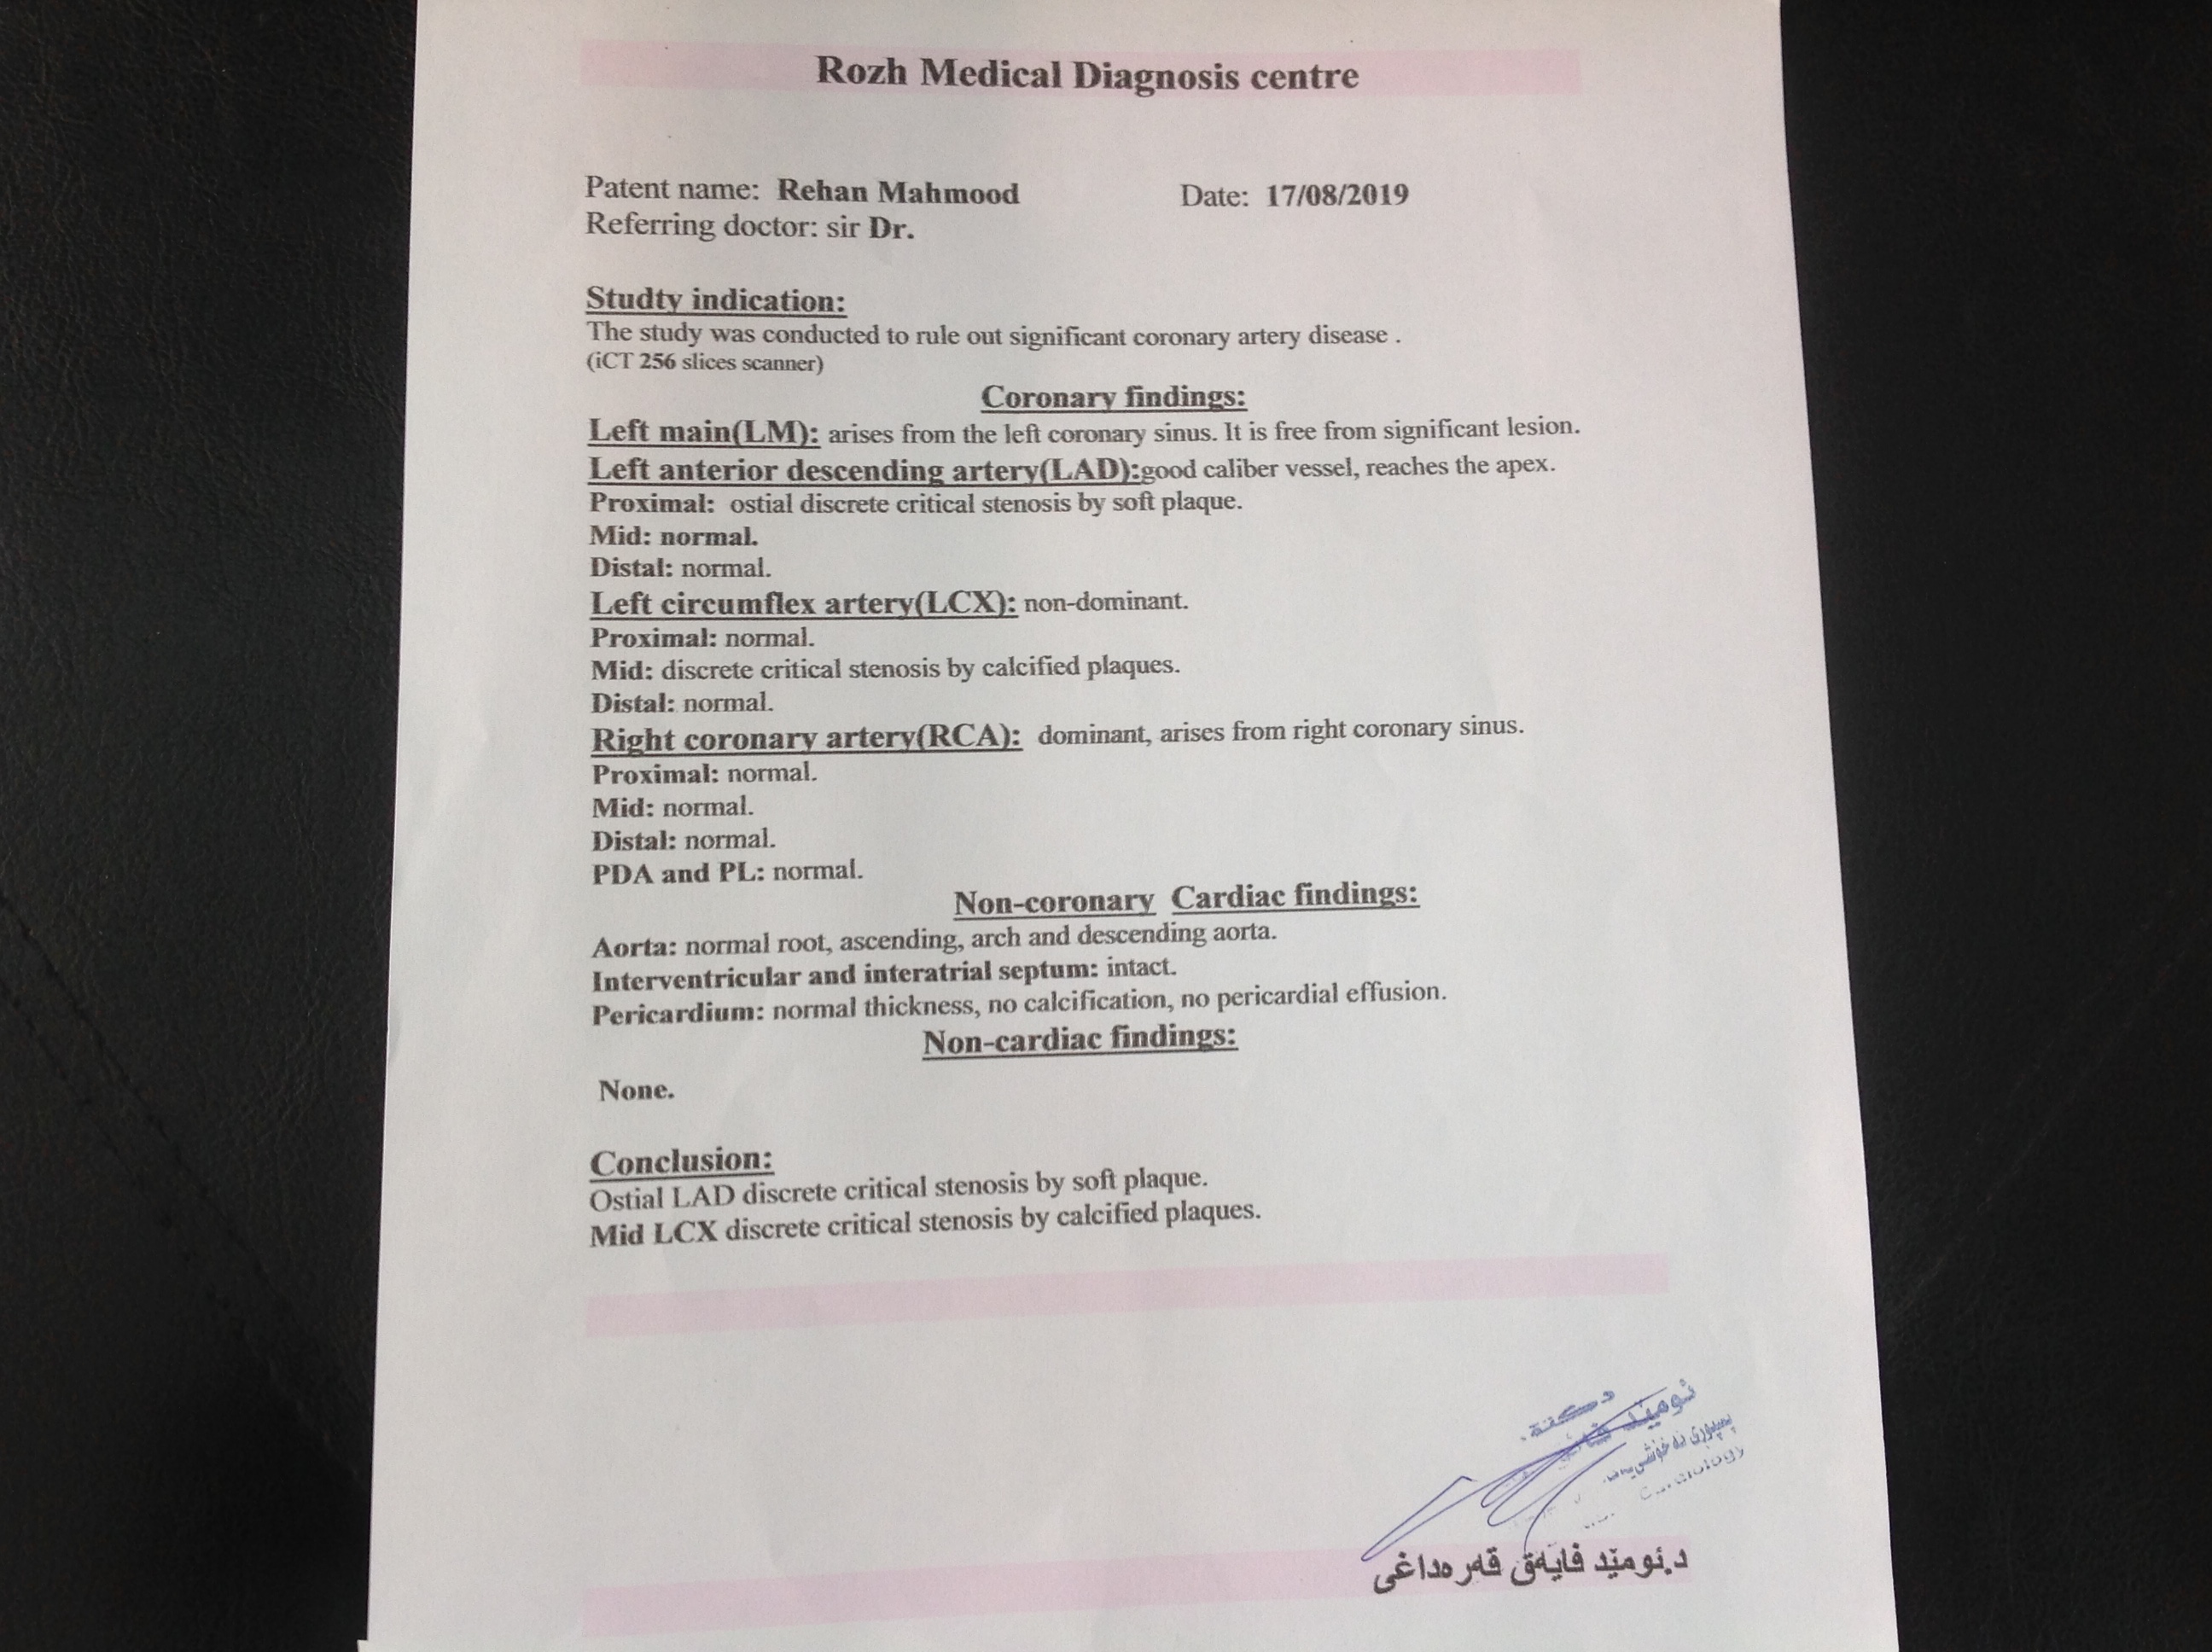 Rozh Medical Diagnosis centre
Patent name: Rehan Mahmood Date: 17/08/2019
Referring doctor: sir Dr.
Studty indication:
The study was conducted to rule out significant coronary artery disease .
(iCT 256 slices scanner)
Coronary findings:
Left main(LM): arises from the left coronary sinus. It is free from significant lesion.
Left anterior descending artery(LAD):good caliber vessel, reaches the apex.
Proximal: ostial discrete critical stenosis by soft plaque.
Mid: normal.
Distal: normal.
Left circumflex artery(LCX): non-dominant.
Proximal: normal.
Mid: discrete critical stenosis by calcified plaques.
Distal: normal.
Right coronary artery(RCA): dominant, arises from right coronary sinus.
Proximal: normal.
Mid: normal.
Distal: normal.
PDA and PL: normal.
Non-coronary Cardiac findings:
Aorta: normal root, ascending, arch and descending aorta.
Interventricular and interatrial septum: intact.
Pericardium: normal thickness, no calcification, no pericardial effusion.
Non-cardiac findings:
None.
Conclusion:
Ostial LAD discrete critical stenosis by soft plaque.
Mid LCX discrete critical stenosis by calcified plaques.
ئومێد
د.ئومێد فایەق قەرەداغی